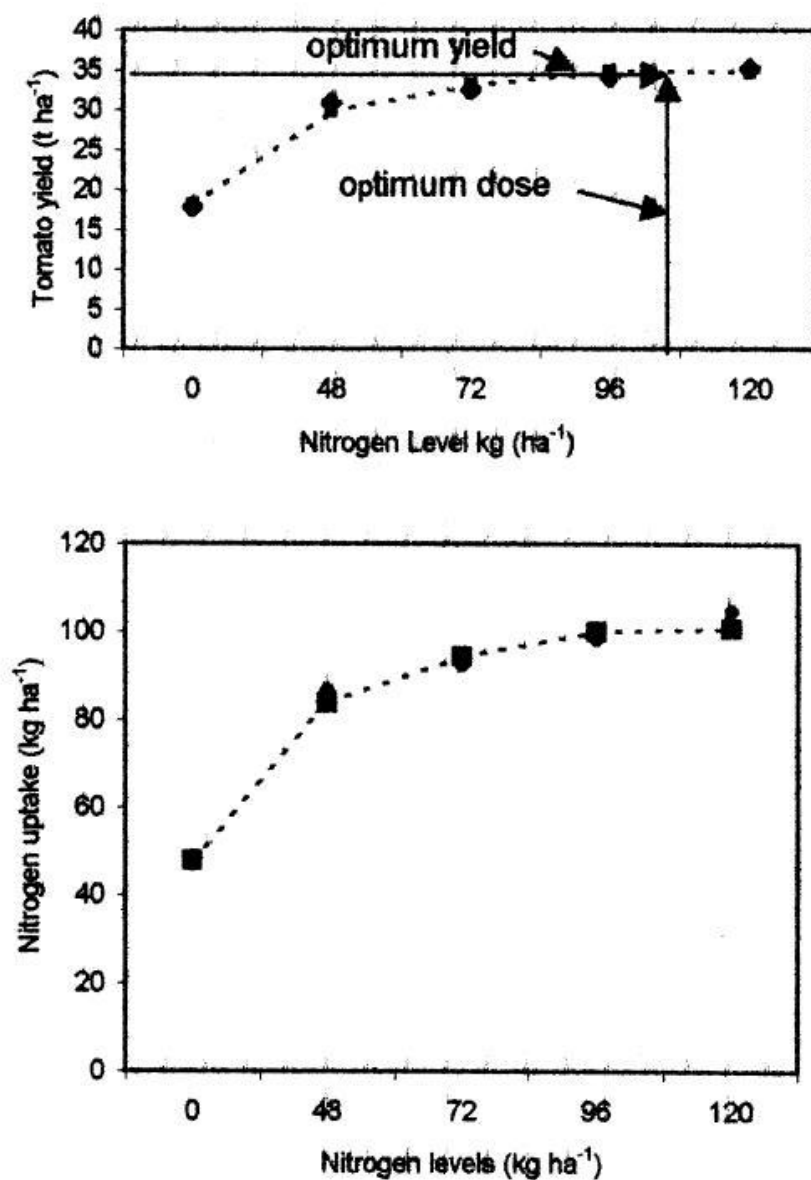 40
35
30
25
20
15
10
5
0
Tomato yield (t ha⁻¹)
optimum yield
optimum dose
0 48 72 96 120
Nitrogen Level kg (ha⁻¹)
120
100
80
60
40
20
0
Nitrogen uptake (kg ha⁻¹)
0 48 72 96 120
Nitrogen levels (kg ha⁻¹)